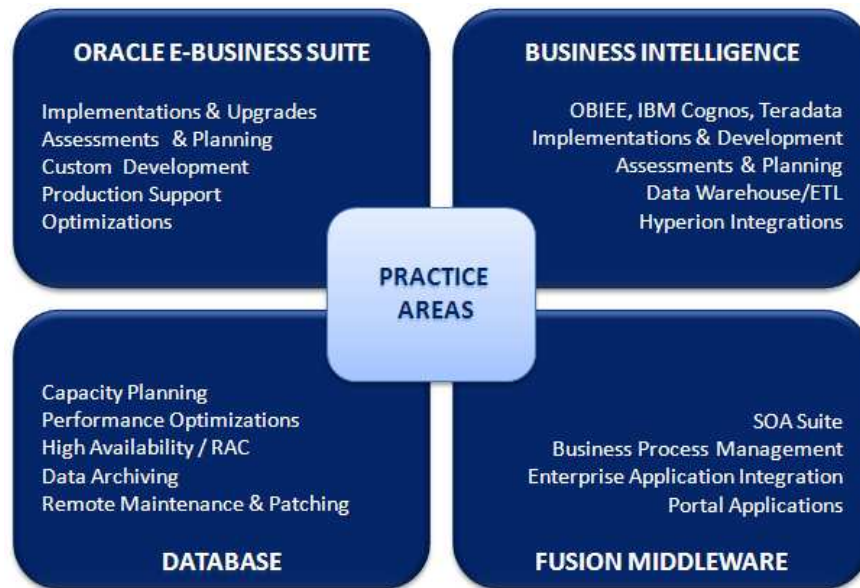 ORACLE E-BUSINESS SUITE
Implementations & Upgrades
Assessments & Planning
Custom Development
Production Support
Optimizations
BUSINESS INTELLIGENCE
OBIEE, IBM Cognos, Teradata
Implementations & Development
Assessments & Planning
Data Warehouse/ETL
Hyperion Integrations
PRACTICE
AREAS
Capacity Planning
Performance Optimizations
High Availability / RAC
Data Archiving
Remote Maintenance & Patching
DATABASE
SOA Suite
Business Process Management
Enterprise Application Integration
Portal Applications
FUSION MIDDLEWARE